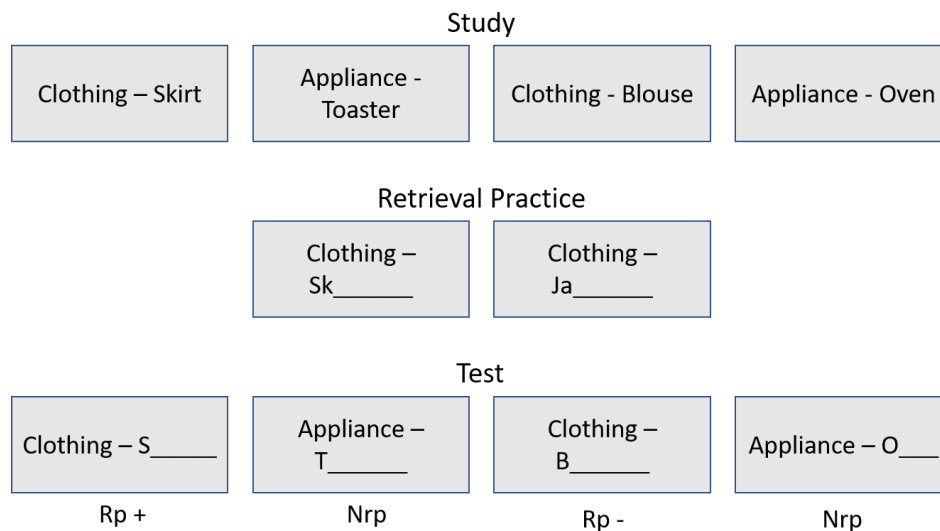 Study
Clothing – Skirt
Appliance -
Toaster
Clothing - Blouse
Appliance - Oven
Retrieval Practice
Clothing –
Sk______
Clothing –
Ja______
Test
Clothing – S_____
Appliance –
T______
Clothing –
B______
Appliance – O___
Rp +
Nrp
Rp -
Nrp